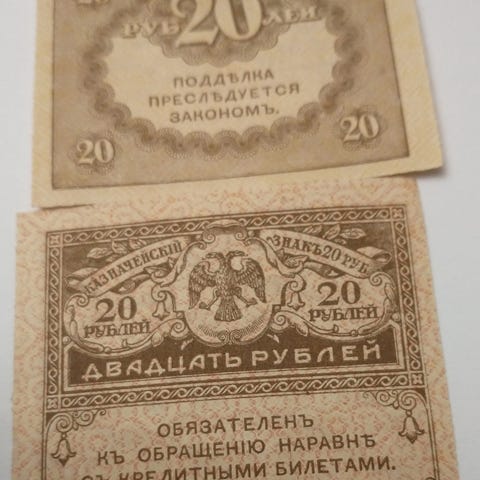 20
РУБ 20 ЛЕЙ
ПОДДѢЛКА
ПРЕСЛѢДУЕТСЯ
ЗАКОНОМЪ.
20 20
КАЗНАЧЕЙСКІЙ ЗНАКЪ 20 РУБ.
20 РУБЛЕЙ
20 РУБЛЕЙ
ДВАДЦАТЬ РУБЛЕЙ
ОБЯЗАТЕЛЕНЪ
КЪ ОБРАЩЕНІЮ НАРАВНѢ
СЪ КРЕДИТНЫМИ БИЛЕТАМИ.